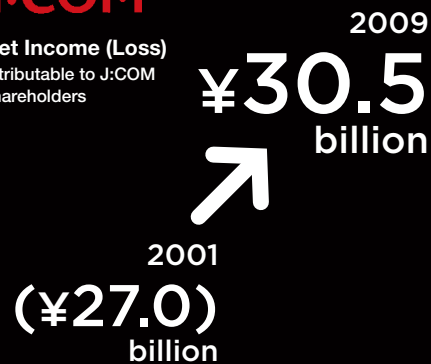 J:COM
et Income (Loss)
tributable to J:COM
hareholders
2009
¥30.5
billion
2001
(¥27.0)
billion